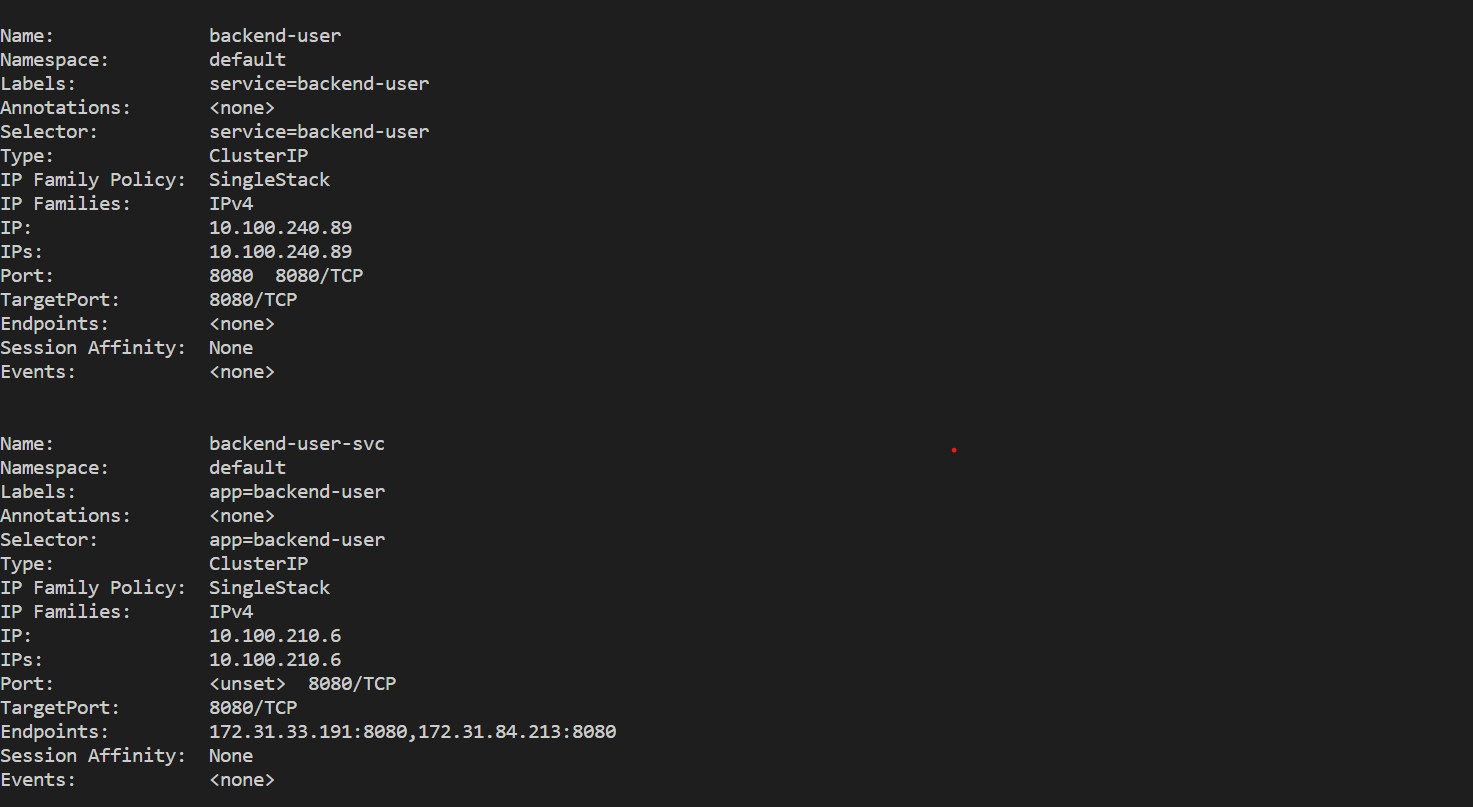 Name:              backend-user
Namespace:         default
Labels:            service=backend-user
Annotations:       <none>
Selector:          service=backend-user
Type:              ClusterIP
IP Family Policy:  SingleStack
IP Families:       IPv4
IP:                10.100.240.89
IPs:               10.100.240.89
Port:              8080  8080/TCP
TargetPort:        8080/TCP
Endpoints:         <none>
Session Affinity:  None
Events:            <none>
Name:              backend-user-svc
Namespace:         default
Labels:            app=backend-user
Annotations:       <none>
Selector:          app=backend-user
Type:              ClusterIP
IP Family Policy:  SingleStack
IP Families:       IPv4
IP:                10.100.210.6
IPs:               10.100.210.6
Port:              <unset>  8080/TCP
TargetPort:        8080/TCP
Endpoints:         172.31.33.191:8080,172.31.84.213:8080
Session Affinity:  None
Events:            <none>